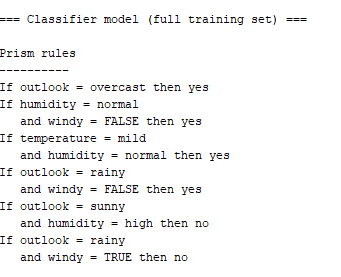 === Classifier model (full training set) ===
Prism rules
----------
If outlook = overcast then yes
If humidity = normal
and windy = FALSE then yes
If temperature = mild
and humidity = normal then yes
If outlook = rainy
and windy = FALSE then yes
If outlook = sunny
and humidity = high then no
If outlook = rainy
and windy = TRUE then no